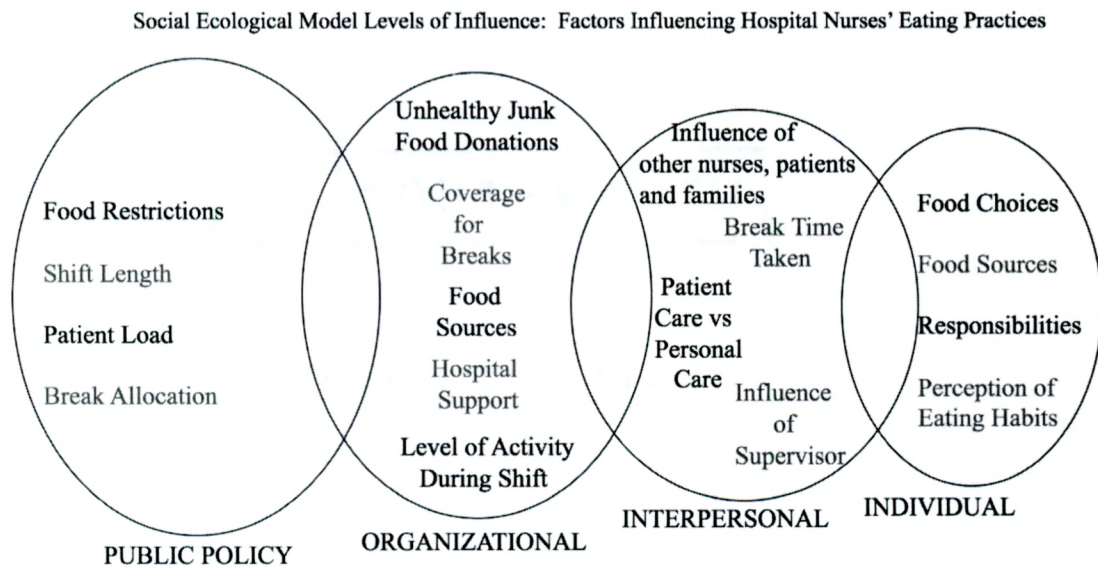 Social Ecological Model Levels of Influence: Factors Influencing Hospital Nurses' Eating Practices
Food Restrictions
Shift Length
Patient Load
Break Allocation
PUBLIC POLICY
Unhealthy Junk
Food Donations
Coverage
for
Breaks
Food
Sources
Hospital
Support
Level of Activity
During Shift
ORGANIZATIONAL
Influence of
other nurses, patients
and families
Break Time
Taken
Patient
Care vs
Personal
Care
Influence
of
Supervisor
INTERPERSONAL
Food Choices
Food Sources
Responsibilities
Perception of
Eating Habits
INDIVIDUAL